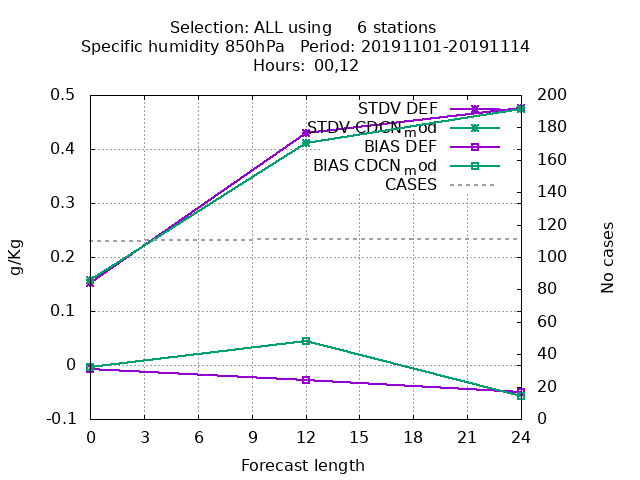 Selection: ALL using     6 stations
Specific humidity 850hPa   Period: 20191101-20191114
Hours: 00,12
0.5
0.4
0.3
0.2
0.1
0
-0.1
g/Kg
STDV DEF
STDV CDCNmod
BIAS DEF
BIAS CDCNmod
CASES
200
180
160
140
120
100
80
60
40
20
0
No cases
0 3 6 9 12 15 18 21 24
Forecast length